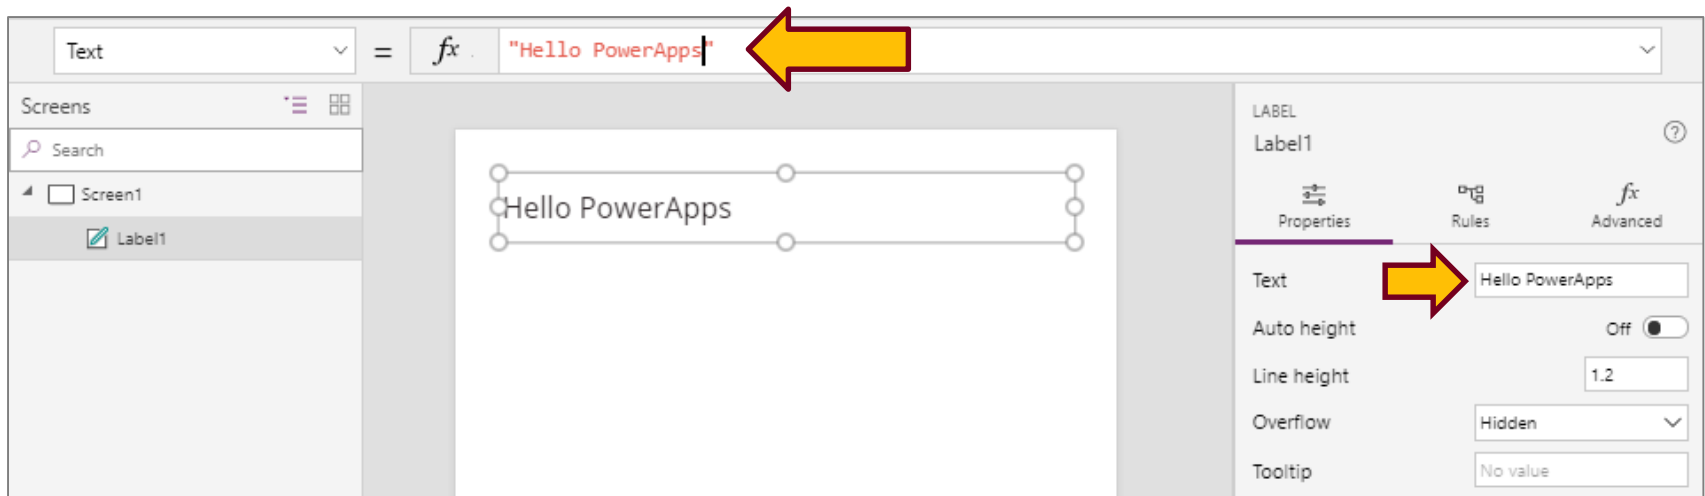 Text = fx "Hello PowerApps"
Screens
Search
Screen1
Label1
Hello PowerApps
LABEL
Label1
Properties Rules fx Advanced
Text Hello PowerApps
Auto height Off
Line height 1.2
Overflow Hidden
Tooltip No value